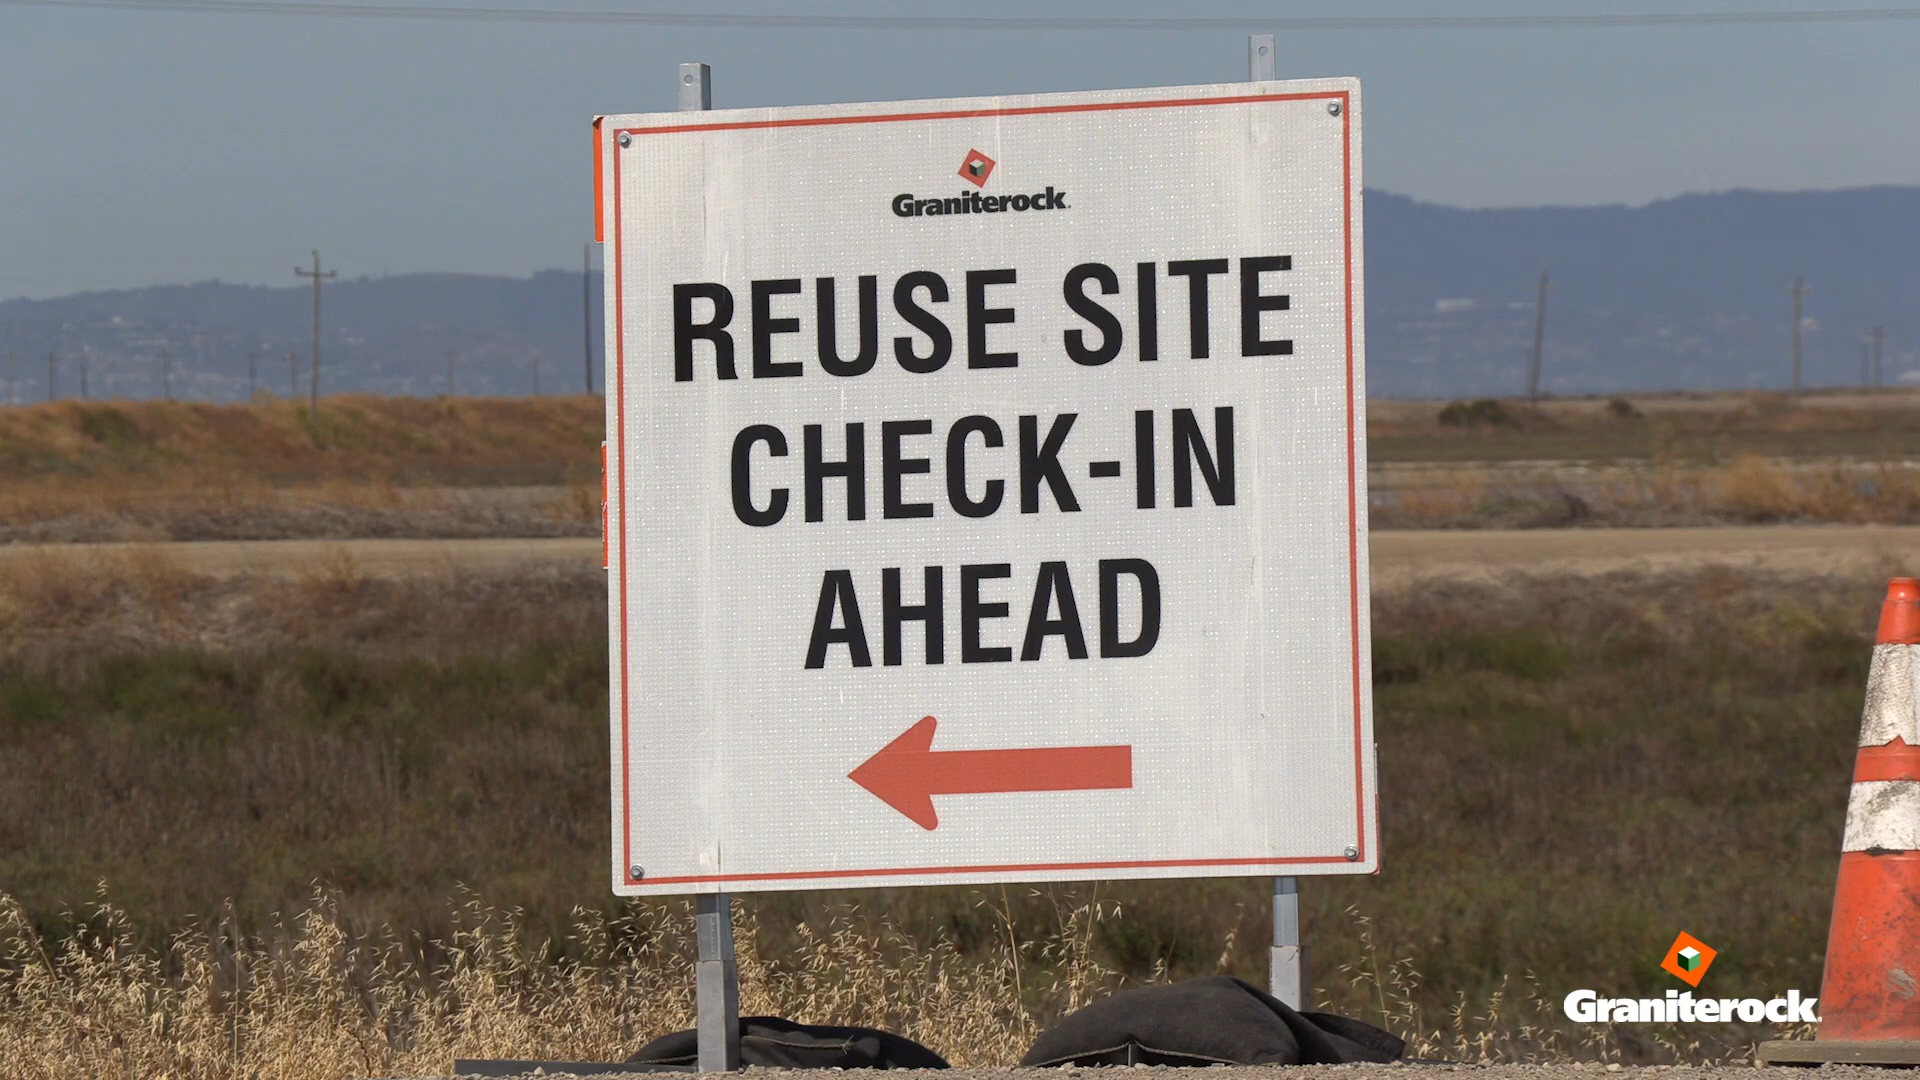 Graniterock.
REUSE SITE
CHECK-IN
AHEAD
Graniterock.